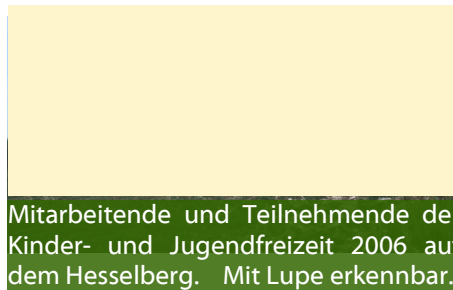 Mitarbeitende und Teilnehmende de
Kinder- und Jugendfreizeit 2006 au
dem Hesselberg. Mit Lupe erkennbar.